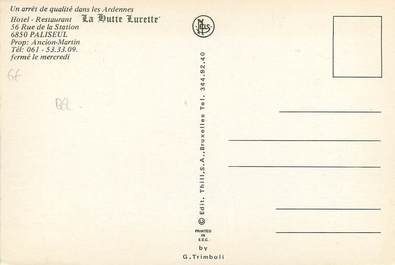 Un arrêt de qualité dans les Ardennes
Hotel - Restaurant La Hutte Lurette
56 Rue de la Station
6850 PALISEUL
Prop: Ancion-Martin
Tél: 061 - 53.33.09.
fermé le mercredi
© Edit. Thill, S.A., Bruxelles Tel. 344.92.40
PRINTED
IN
E.E.C.
by
G. Trimboli